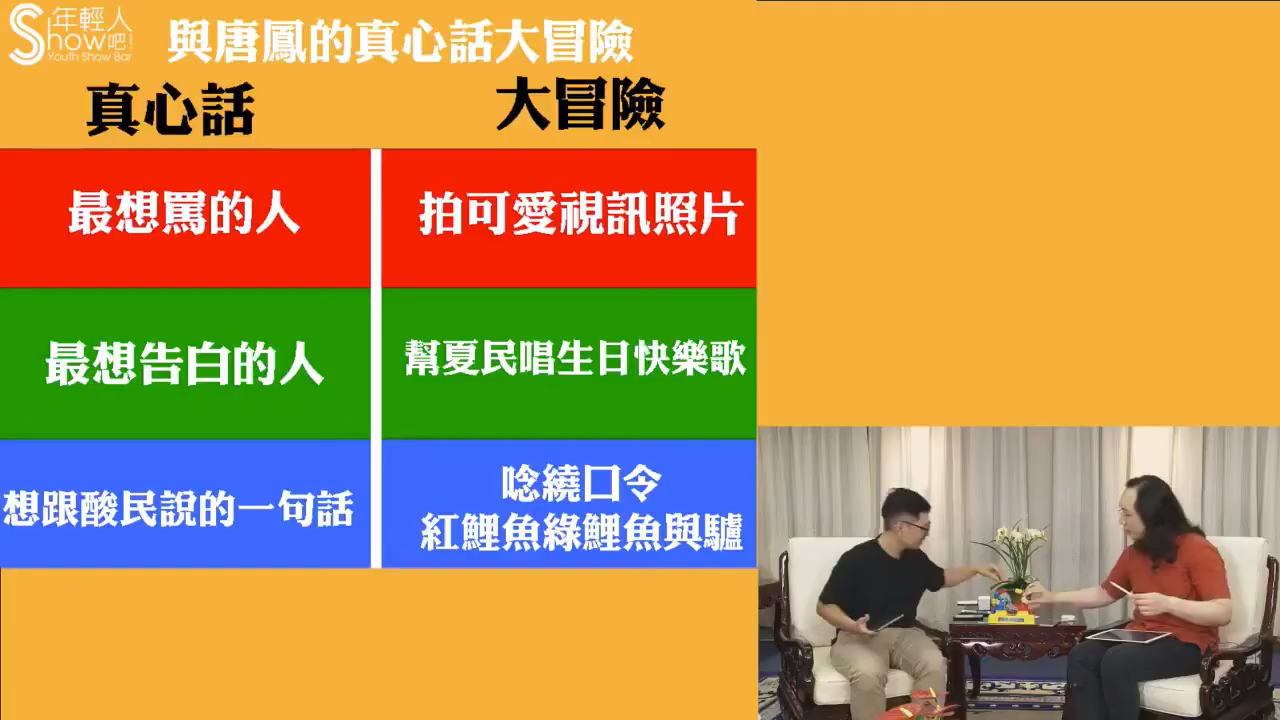 年輕人
Show吧!
Youth Show Bar
與唐鳳的真心話大冒險
真心話
大冒險
最想罵的人
拍可愛視訊照片
最想告白的人
幫夏民唱生日快樂歌
想跟酸民說的一句話
唸繞口令
紅鯉魚綠鯉魚與驢